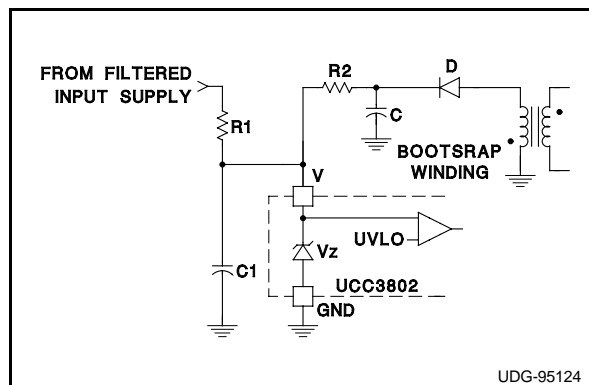 FROM FILTERED
INPUT SUPPLY
R1
R2
C
D
BOOTSRAP
WINDING
V
UVLO
Vz
C1
UCC3802
GND
UDG-95124